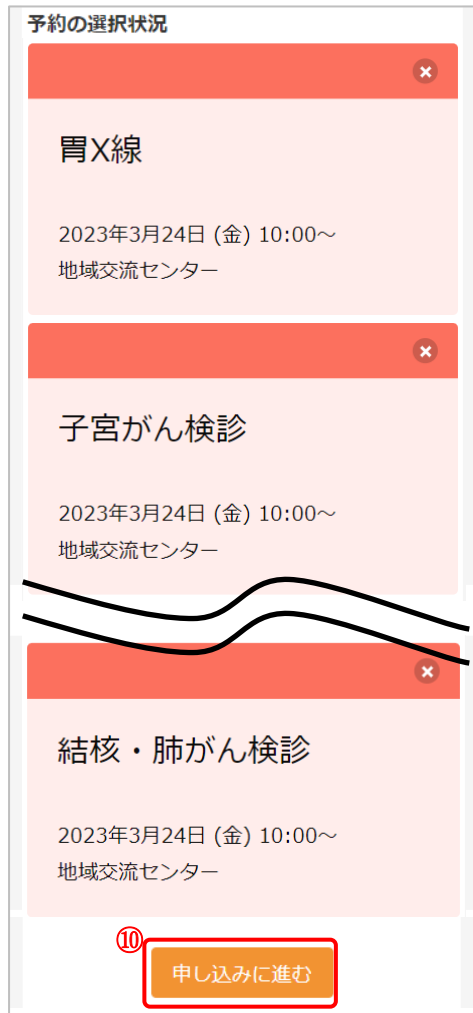 予約の選択状況
胃X線
2023年3月24日 (金) 10:00～
地域交流センター
子宮がん検診
2023年3月24日 (金) 10:00～
地域交流センター
結核・肺がん検診
2023年3月24日 (金) 10:00～
地域交流センター
⑩
申し込みに進む